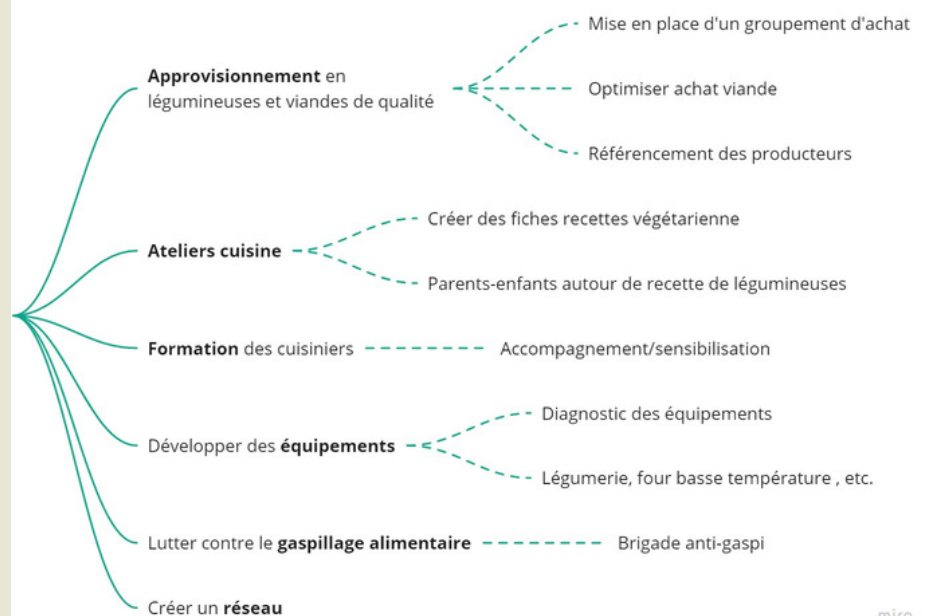 Approvisionnement en
légumineuses et viandes de qualité
Mise en place d'un groupement d'achat
Optimiser achat viande
Référencement des producteurs
Ateliers cuisine
Créer des fiches recettes végétarienne
Parents-enfants autour de recette de légumineuses
Formation des cuisiniers
Accompagnement/sensibilisation
Développer des équipements
Diagnostic des équipements
Légumerie, four basse température , etc.
Lutter contre le gaspillage alimentaire
Brigade anti-gaspi
Créer un réseau
miro